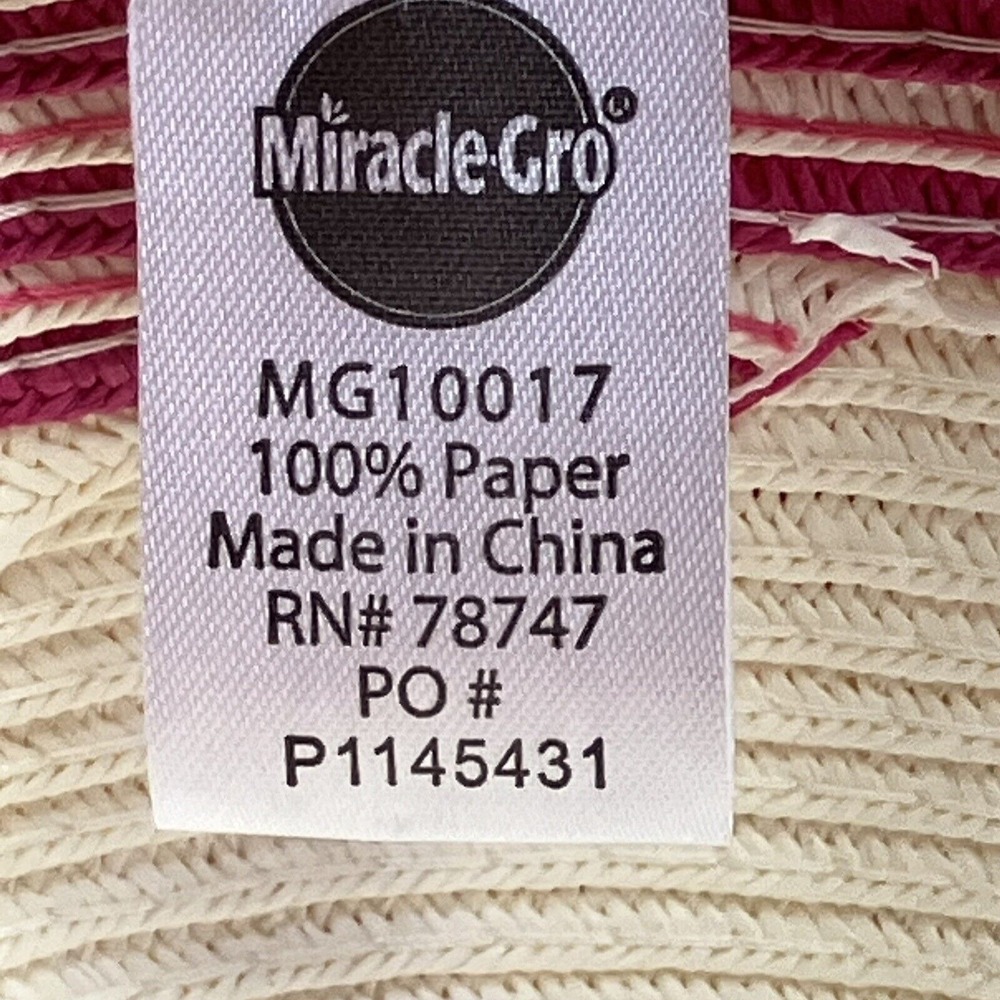 Miracle-Gro®
MG10017
100% Paper
Made in China
RN# 78747
PO #
P1145431